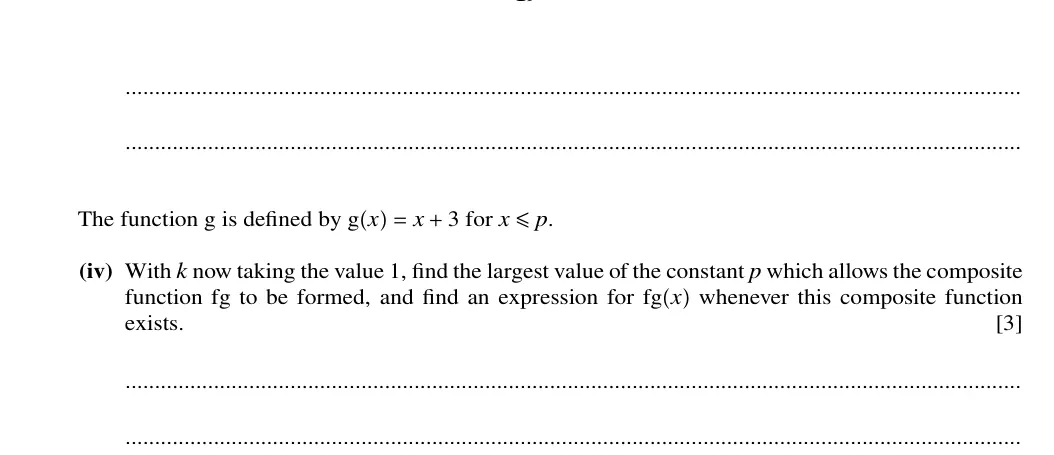 The function g is defined by g(x) = x + 3 for x ⩽ p.
(iv) With k now taking the value 1, find the largest value of the constant p which allows the composite
function fg to be formed, and find an expression for fg(x) whenever this composite function
exists. [3]